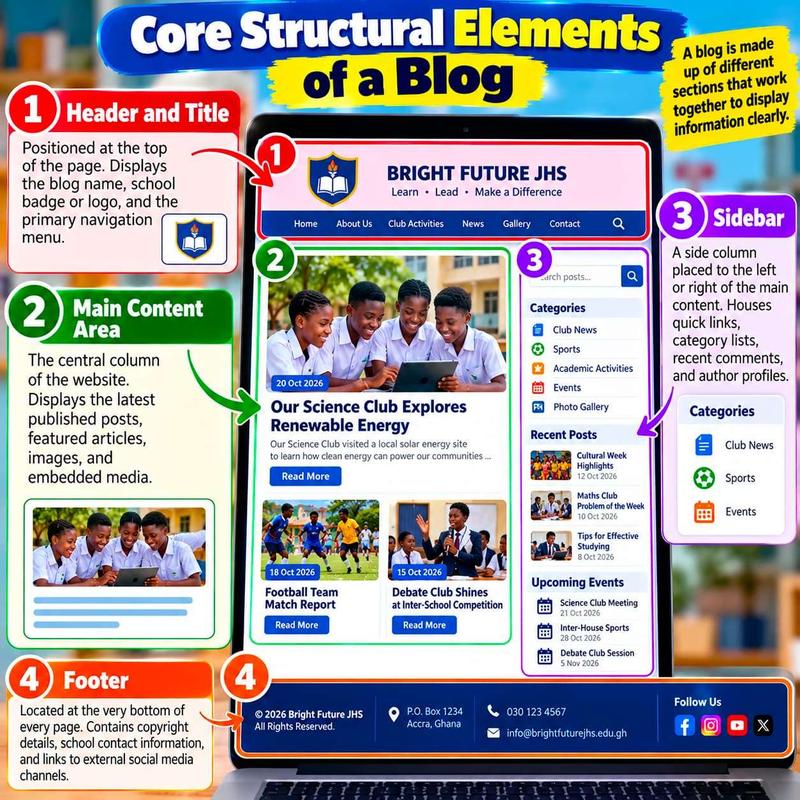 Core Structural Elements
of a Blog
A blog is made
up of different
sections that work
together to display
information clearly.
1 Header and Title
Positioned at the top
of the page. Displays
the blog name, school
badge or logo, and the
primary navigation
menu.
2 Main Content
Area
The central column
of the website.
Displays the latest
published posts,
featured articles,
images, and
embedded media.
4 Footer
Located at the very bottom of
every page. Contains copyright
details, school contact information,
and links to external social media
channels.
1
BRIGHT FUTURE JHS
Learn • Lead • Make a Difference
Home About Us Club Activities News Gallery Contact
2
20 Oct 2026
Our Science Club Explores
Renewable Energy
Our Science Club visited a local solar energy site
to learn how clean energy can power our communities ...
Read More
18 Oct 2026
Football Team
Match Report
Read More
15 Oct 2026
Debate Club Shines
at Inter-School Competition
Read More
3
posts...
Categories
Club News
Sports
Academic Activities
Events
Photo Gallery
Recent Posts
Cultural Week
Highlights
12 Oct 2026
Maths Club
Problem of the Week
10 Oct 2026
Tips for Effective
Studying
8 Oct 2026
Upcoming Events
Science Club Meeting
21 Oct 2026
Inter-House Sports
28 Oct 2026
Debate Club Session
5 Nov 2026
3 Sidebar
A side column
placed to the left
or right of the main
content. Houses
quick links,
category lists,
recent comments,
and author profiles.
Categories
Club News
Sports
Events
4
© 2026 Bright Future JHS
All Rights Reserved.
P.O. Box 1234
Accra, Ghana
030 123 4567
info@brightfuturejhs.edu.gh
Follow Us